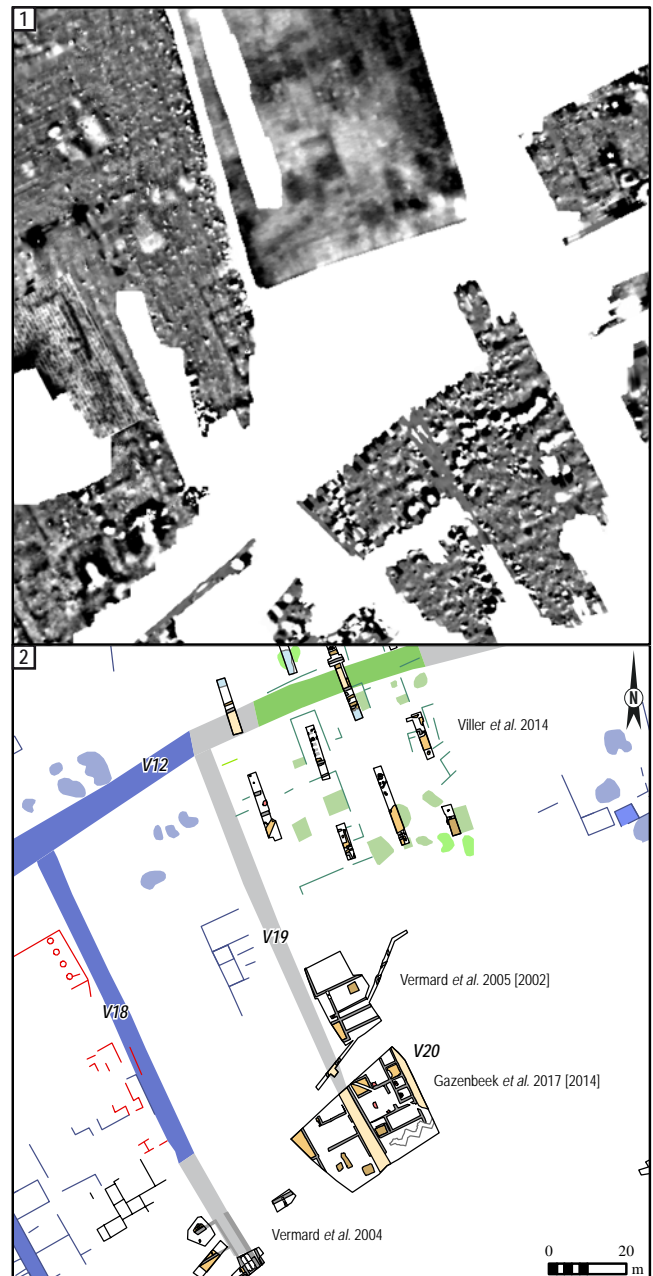 1
2
N
Viller et al. 2014
V12
V19
Vermard et al. 2005 [2002]
V18
V20
Gazenbeek et al. 2017 [2014]
Vermard et al. 2004
0 20
m